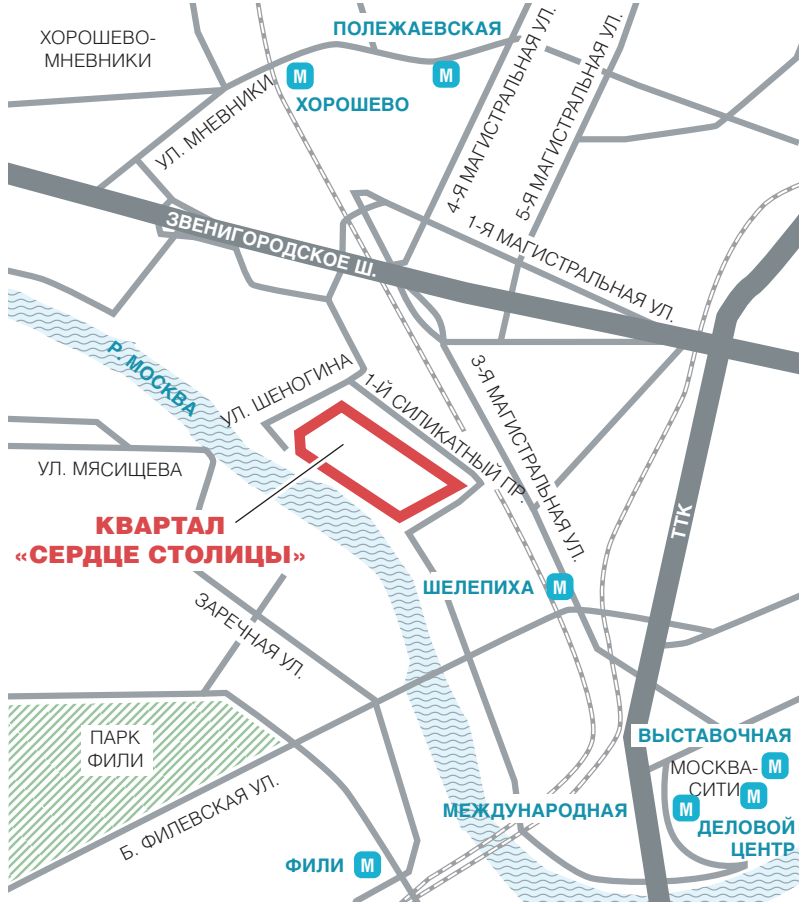 ХОРОШЕВО-
МНЕВНИКИ
ПОЛЕЖАЕВСКАЯ
М
М
ХОРОШЕВО
УЛ. МНЕВНИКИ
4-Я МАГИСТРАЛЬНАЯ УЛ.
5-Я МАГИСТРАЛЬНАЯ УЛ.
ЗВЕНИГОРОДСКОЕ Ш.
1-Я МАГИСТРАЛЬНАЯ УЛ.
Р. МОСКВА
УЛ. ШЕНОГИНА
1-Й СИЛИКАТНЫЙ ПР.
3-Я МАГИСТРАЛЬНАЯ УЛ.
УЛ. МЯСИЩЕВА
КВАРТАЛ
«СЕРДЦЕ СТОЛИЦЫ»
ТТК
ШЕЛЕПИХА М
ЗАРЕЧНАЯ УЛ.
ПАРК
ФИЛИ
Б. ФИЛЕВСКАЯ УЛ.
ВЫСТАВОЧНАЯ
МОСКВА-
СИТИ
М
М
МЕЖДУНАРОДНАЯ
М
ДЕЛОВОЙ
ЦЕНТР
ФИЛИ М